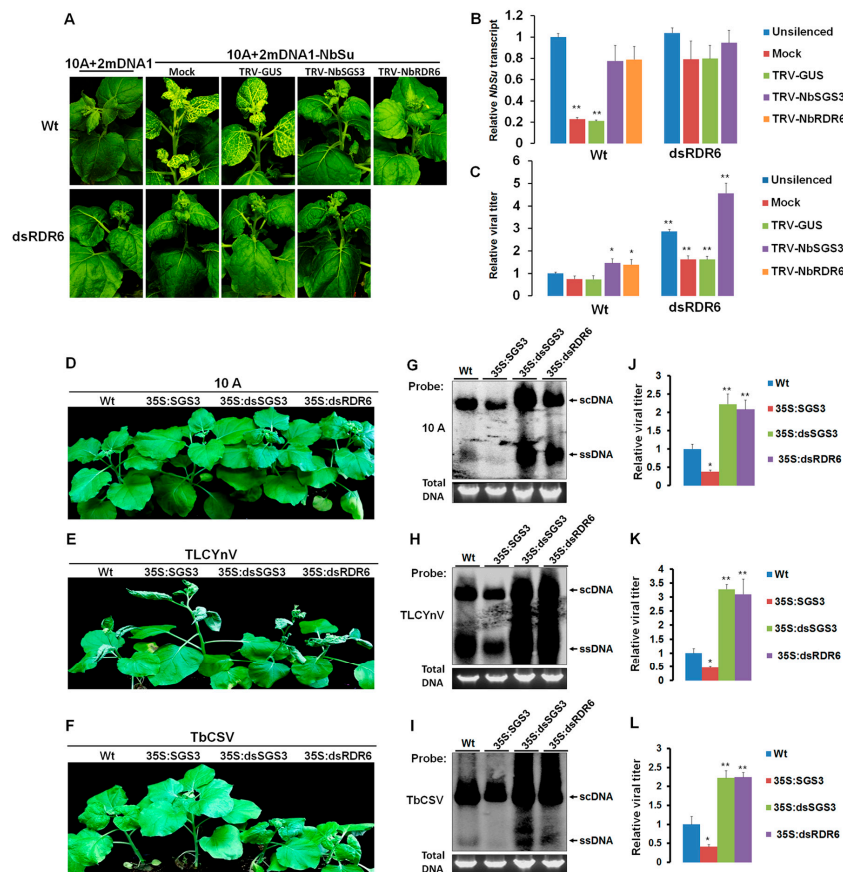 A
10A+2mDNA1-NbSu
10A+2mDNA1
Mock
TRV-GUS
TRV-NbSGS3
TRV-NbRDR6
Wt
dsRDR6
B
Relative NbSu transcript
1.2
1
0.8
0.6
0.4
0.2
0
**
**
Wt
dsRDR6
Unsilenced
Mock
TRV-GUS
TRV-NbSGS3
TRV-NbRDR6
C
Relative viral titer
6
5
4
3
2
1
0
*
*
**
**
**
**
Wt
dsRDR6
Unsilenced
Mock
TRV-GUS
TRV-NbSGS3
TRV-NbRDR6
D
10 A
Wt
35S:SGS3
35S:dsSGS3
35S:dsRDR6
E
TLCYnV
Wt
35S:SGS3
35S:dsSGS3
35S:dsRDR6
F
TbCSV
Wt
35S:SGS3
35S:dsSGS3
35S:dsRDR6
G
Wt
35S:SGS3
35S:dsSGS3
35S:dsRDR6
Probe:
10 A
scDNA
ssDNA
Total
DNA
H
Wt
35S:SGS3
35S:dsSGS3
35S:dsRDR6
Probe:
TLCYnV
scDNA
ssDNA
Total
DNA
I
Wt
35S:SGS3
35S:dsSGS3
35S:dsRDR6
Probe:
TbCSV
scDNA
ssDNA
Total
DNA
J
Relative viral titer
3
2.5
2
1.5
1
0.5
0
*
**
**
Wt
35S:SGS3
35S:dsSGS3
35S:dsRDR6
K
Relative viral titer
4
3.5
3
2.5
2
1.5
1
0.5
0
*
**
**
Wt
35S:SGS3
35S:dsSGS3
35S:dsRDR6
L
Relative viral titer
3
2.5
2
1.5
1
0.5
0
*
**
**
Wt
35S:SGS3
35S:dsSGS3
35S:dsRDR6